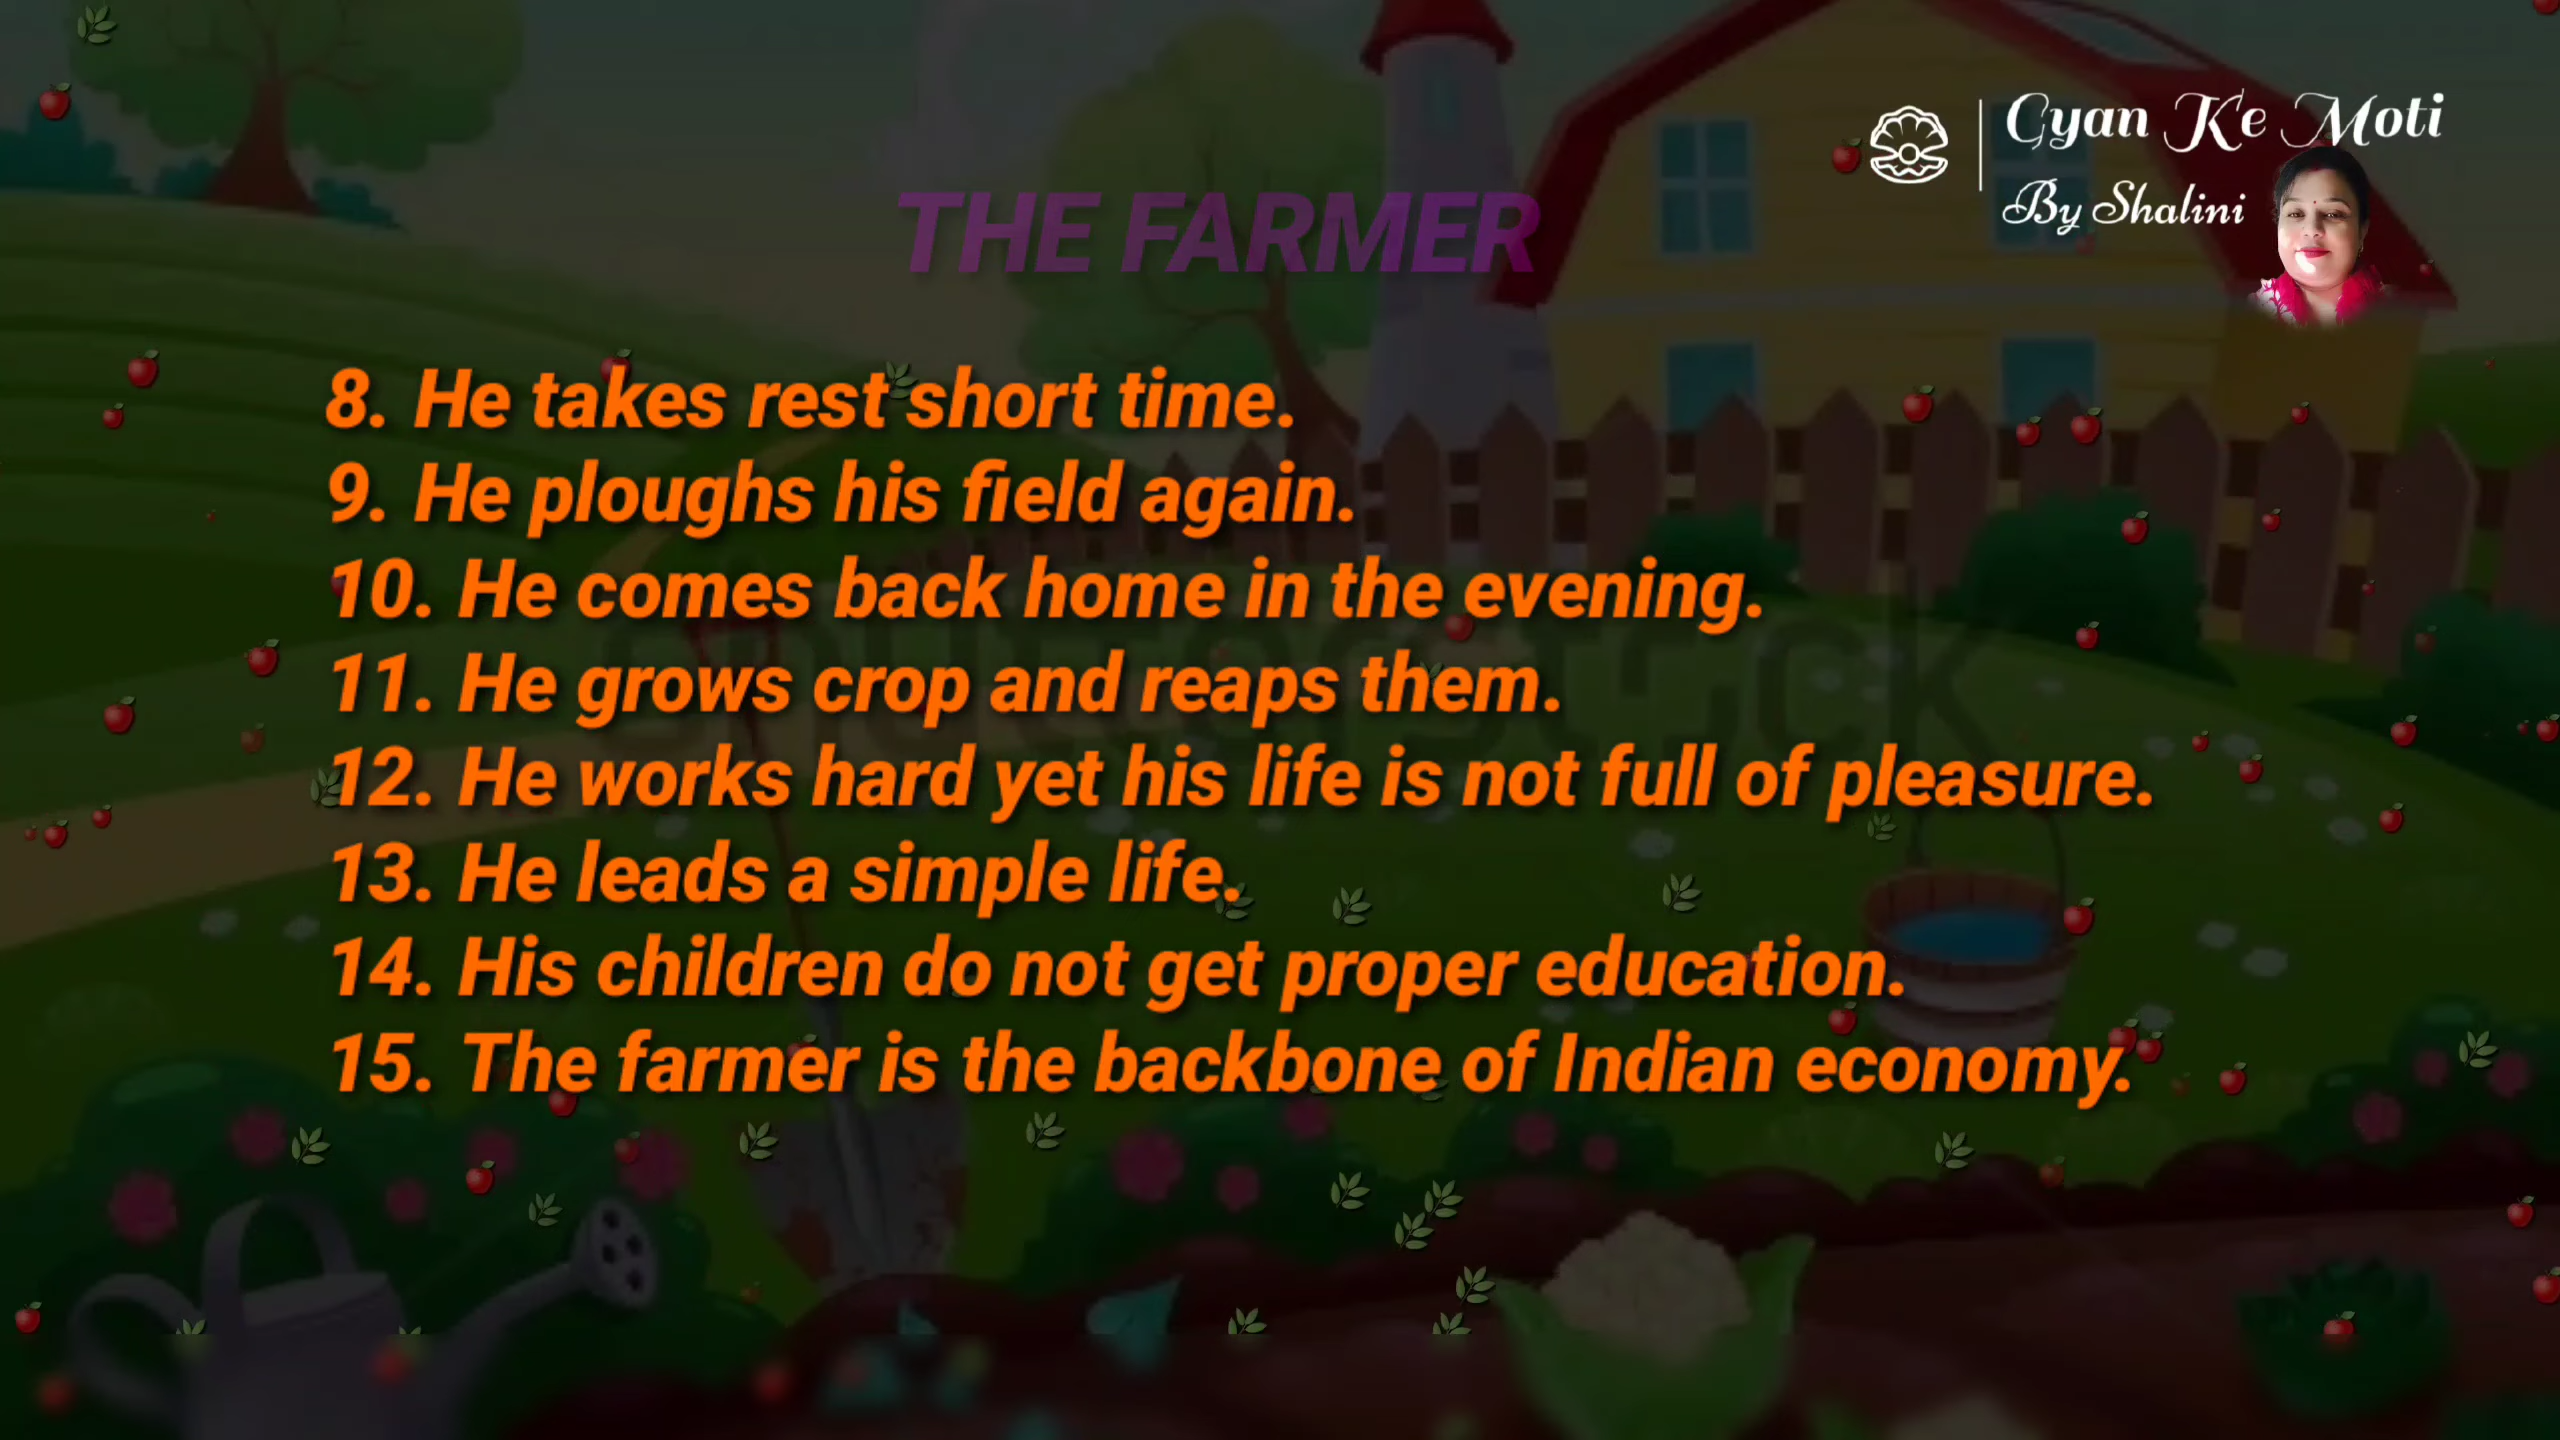 Gyan Ke Moti
By Shalini
THE FARMER
8. He takes rest short time.
9. He ploughs his field again.
10. He comes back home in the evening.
11. He grows crop and reaps them.
12. He works hard yet his life is not full of pleasure.
13. He leads a simple life.
14. His children do not get proper education.
15. The farmer is the backbone of Indian economy.
shutterstock